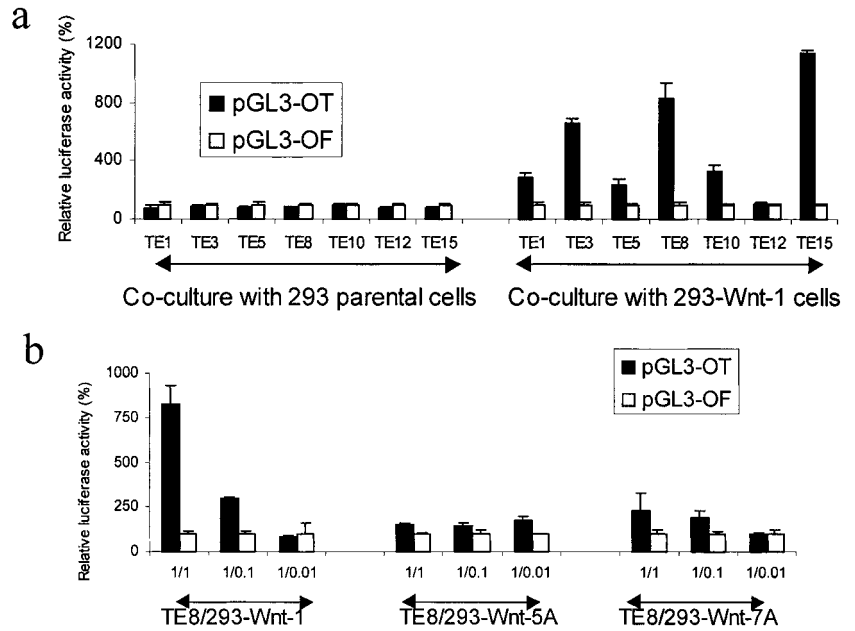 a
Relative luciferase activity (%)
1200
800
400
0
pGL3-OT
pGL3-OF
TE1 TE3 TE5 TE8 TE10 TE12 TE15
TE1 TE3 TE5 TE8 TE10 TE12 TE15
Co-culture with 293 parental cells
Co-culture with 293-Wnt-1 cells
b
Relative luciferase activity (%)
1000
750
500
250
0
pGL3-OT
pGL3-OF
1/1 1/0.1 1/0.01
1/1 1/0.1 1/0.01
1/1 1/0.1 1/0.01
TE8/293-Wnt-1
TE8/293-Wnt-5A
TE8/293-Wnt-7A